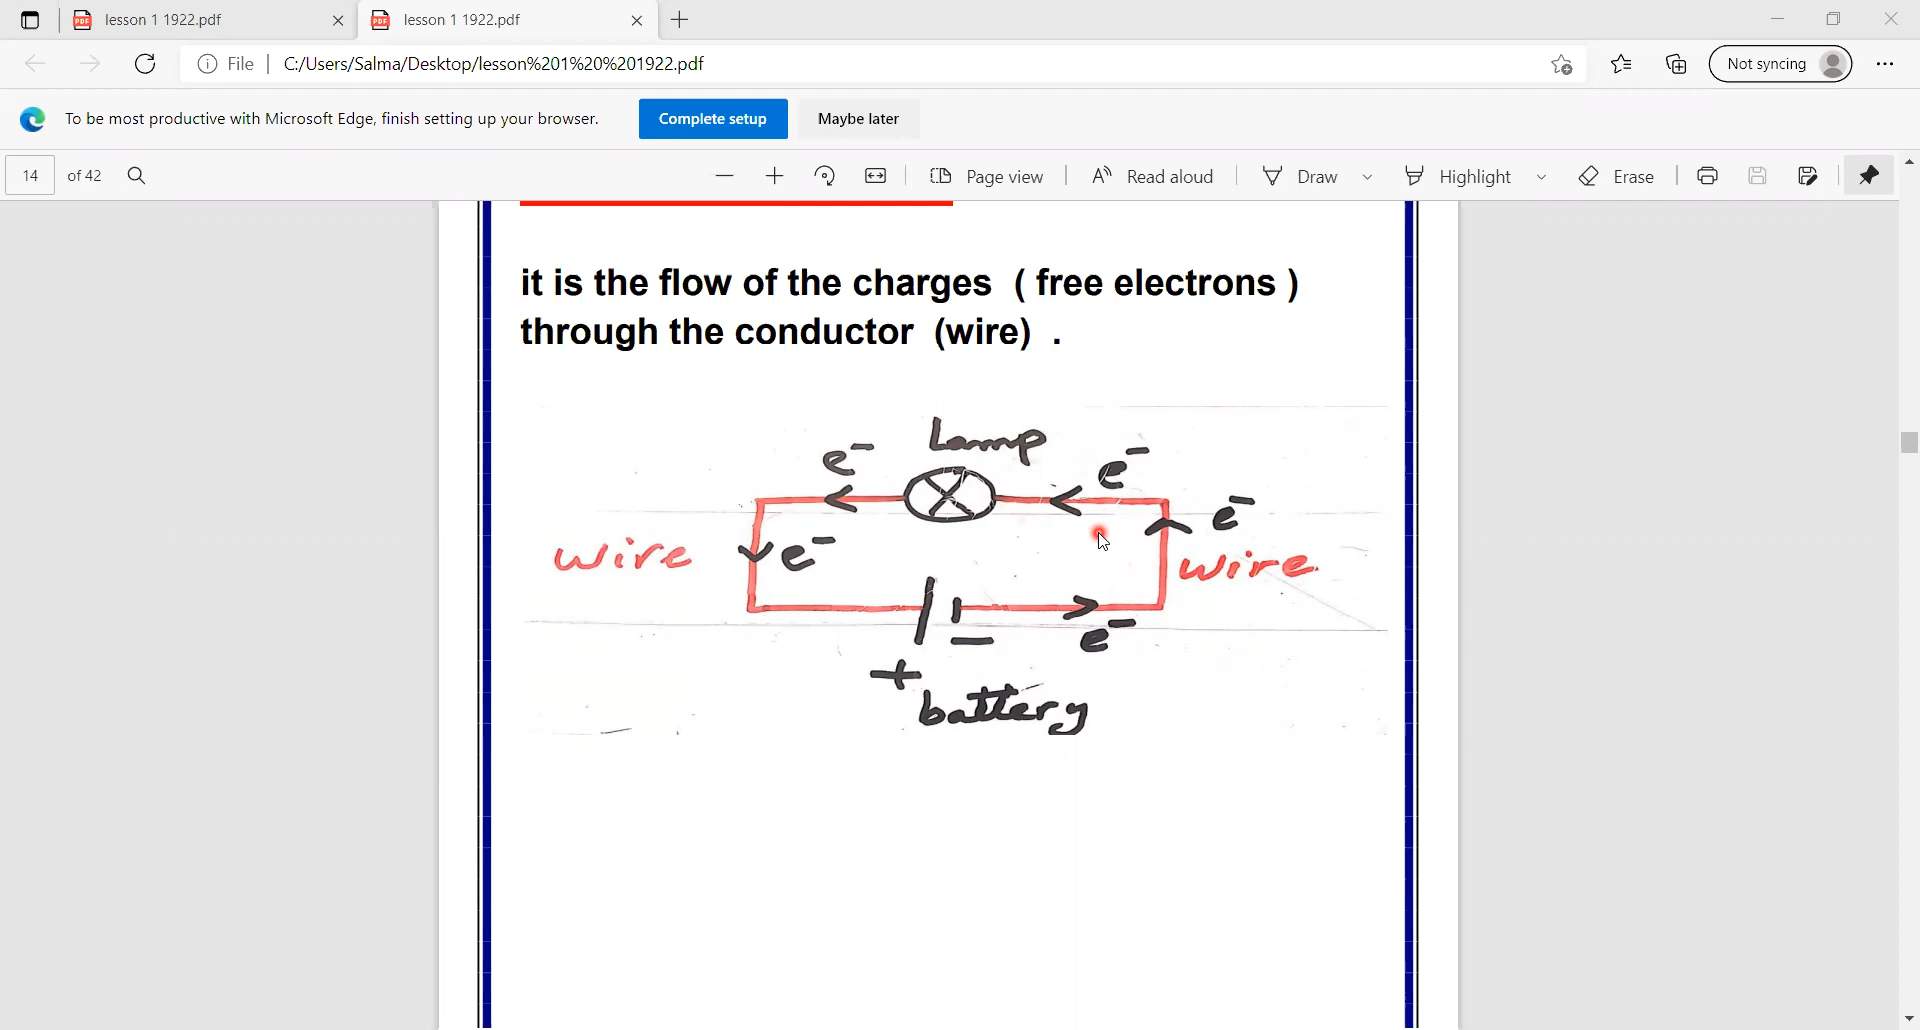 lesson 1 1922.pdf
lesson 1 1922.pdf
File
C:/Users/Salma/Desktop/lesson%201%20%201922.pdf
Not syncing
To be most productive with Microsoft Edge, finish setting up your browser.
Complete setup
Maybe later
14 of 42
Page view
Read aloud
Draw
Highlight
Erase
it is the flow of the charges ( free electrons )
through the conductor (wire) .
Lamp
e-
e-
e-
wire
e-
wire
e-
+
-
battery